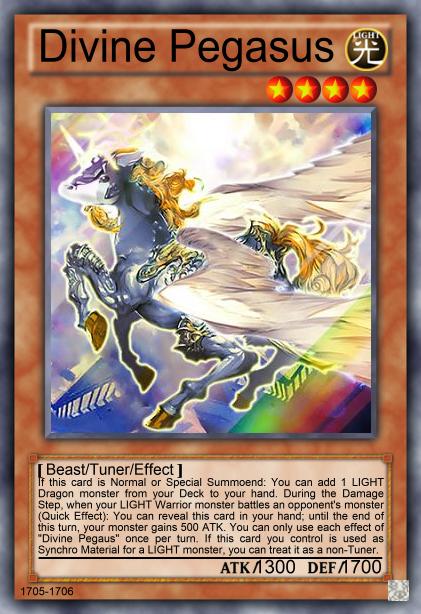 Divine Pegasus
LIGHT
光
[ Beast/Tuner/Effect ]
If this card is Normal or Special Summoend: You can add 1 LIGHT
Dragon monster from your Deck to your hand. During the Damage
Step, when your LIGHT Warrior monster battles an opponent's monster
(Quick Effect): You can reveal this card in your hand; until the end of
this turn, your monster gains 500 ATK. You can only use each effect of
"Divine Pegaus" once per turn. If this card you control is used as
Synchro Material for a LIGHT monster, you can treat it as a non-Tuner.
ATK/1300 DEF/1700
1705-1706